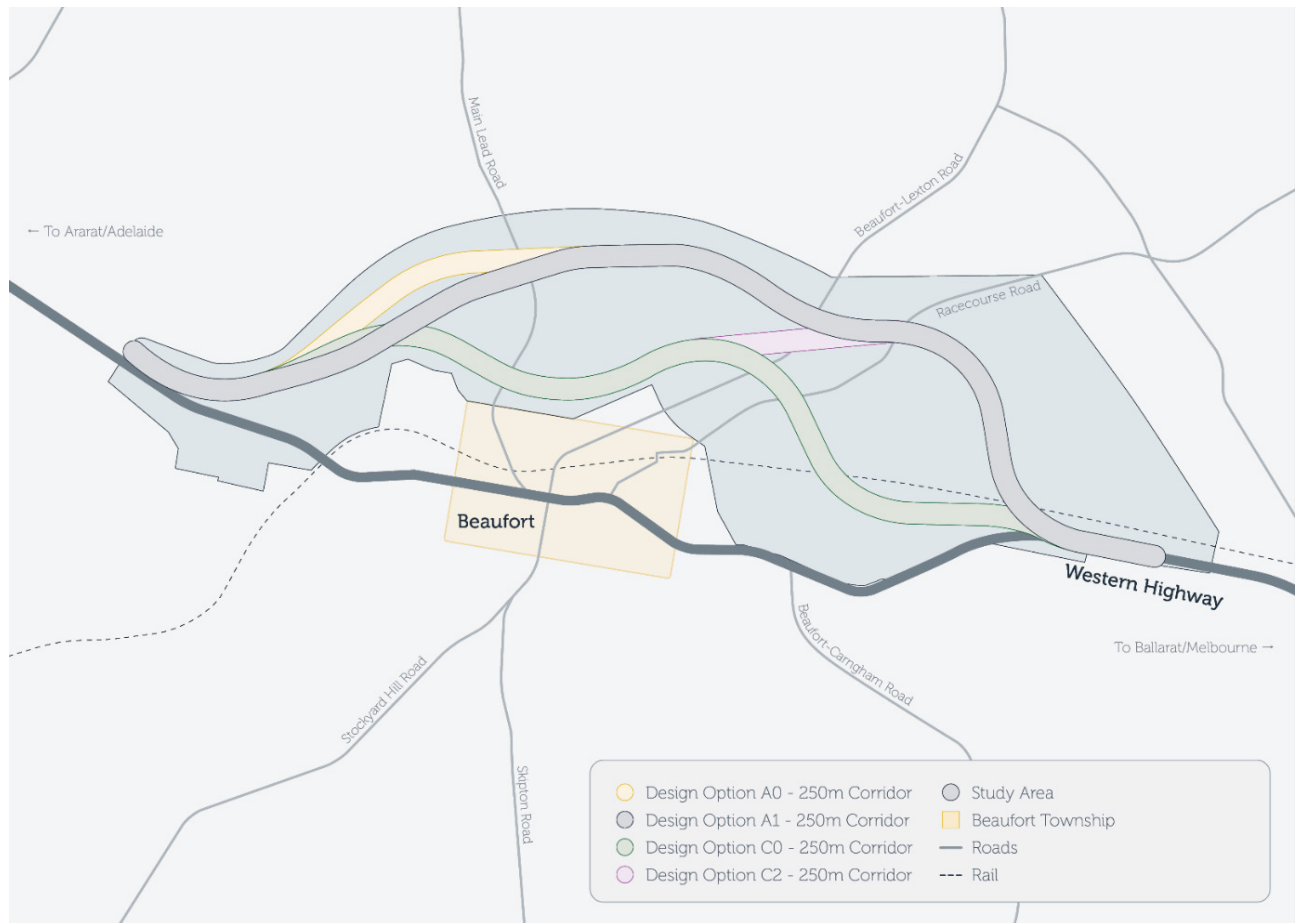 Main Lead Road
Beaufort-Lexton Road
← To Ararat/Adelaide
Racecourse Road
Beaufort
Western Highway
To Ballarat/Melbourne →
Beaufort-Carngham Road
Stockyard Hill Road
Skipton Road
Design Option A0 - 250m Corridor
Design Option A1 - 250m Corridor
Design Option C0 - 250m Corridor
Design Option C2 - 250m Corridor
Study Area
Beaufort Township
Roads
Rail